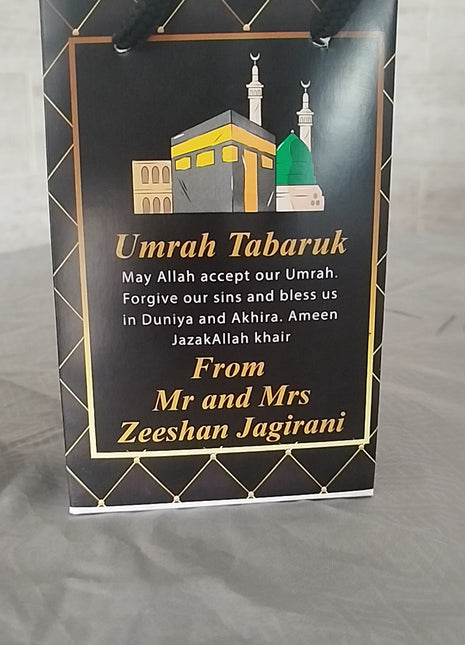 Umrah Tabaruk
May Allah accept our Umrah.
Forgive our sins and bless us
in Duniya and Akhira. Ameen
JazakAllah khair
From
Mr and Mrs
Zeeshan Jagirani